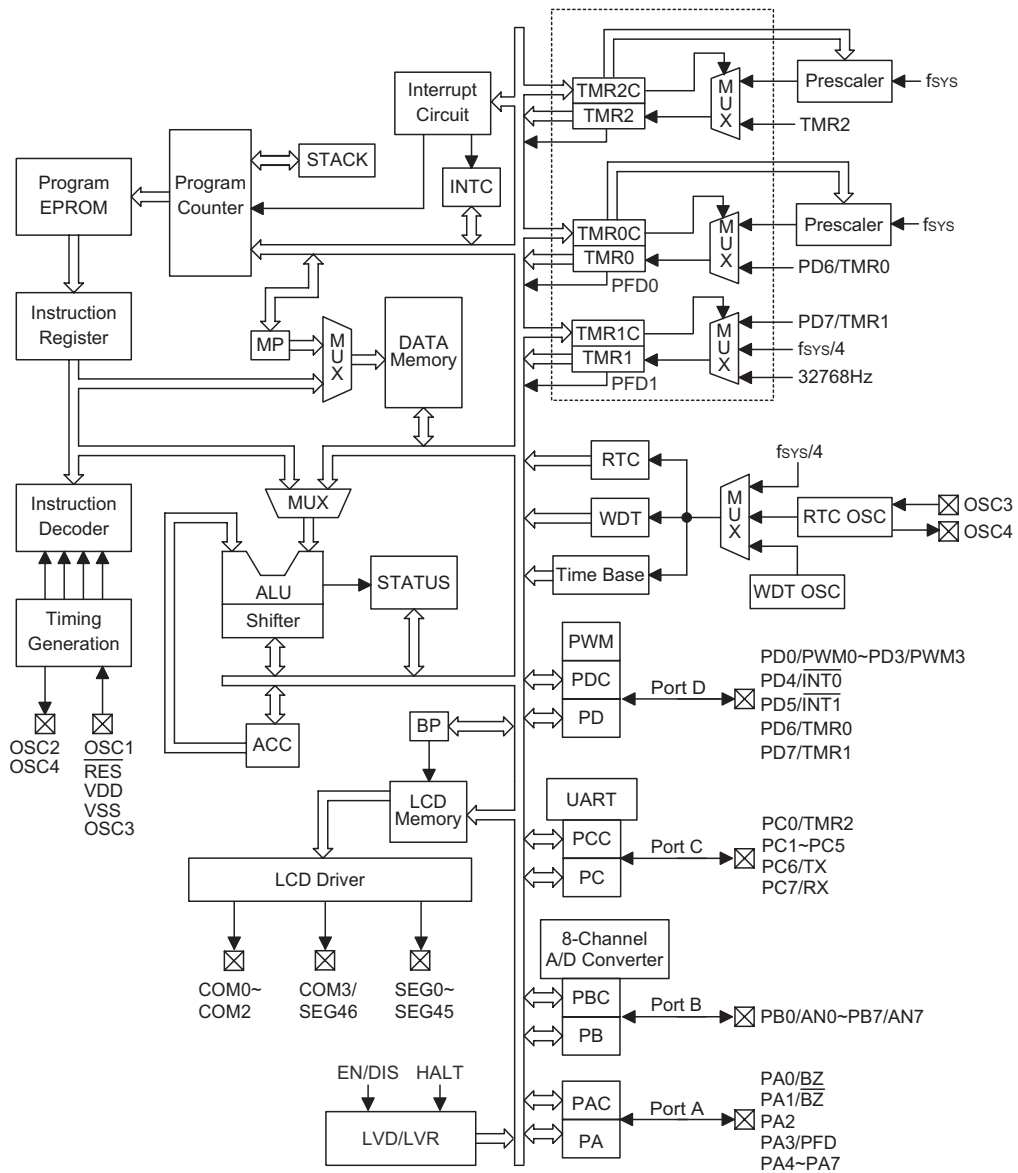 Interrupt
Circuit
TMR2C
TMR2
MUX
Prescaler
fSYS
TMR2
STACK
INTC
Program
EPROM
Program
Counter
TMR0C
TMR0
PFD0
MUX
Prescaler
fSYS
PD6/TMR0
Instruction
Register
MP
MUX
DATA
Memory
TMR1C
TMR1
PFD1
MUX
PD7/TMR1
fSYS/4
32768Hz
Instruction
Decoder
MUX
RTC
WDT
Time Base
MUX
fSYS/4
RTC OSC
OSC3
OSC4
WDT OSC
ALU
Shifter
STATUS
Timing
Generation
OSC2
OSC4
OSC1
RES
VDD
VSS
OSC3
ACC
BP
PWM
PDC
PD
Port D
PD0/PWM0~PD3/PWM3
PD4/INT0
PD5/INT1
PD6/TMR0
PD7/TMR1
LCD
Memory
UART
PCC
PC
Port C
PC0/TMR2
PC1~PC5
PC6/TX
PC7/RX
LCD Driver
COM0~
COM2
COM3/
SEG46
SEG0~
SEG45
8-Channel
A/D Converter
PBC
PB
Port B
PB0/AN0~PB7/AN7
EN/DIS
HALT
LVD/LVR
PAC
PA
Port A
PA0/BZ
PA1/BZ
PA2
PA3/PFD
PA4~PA7